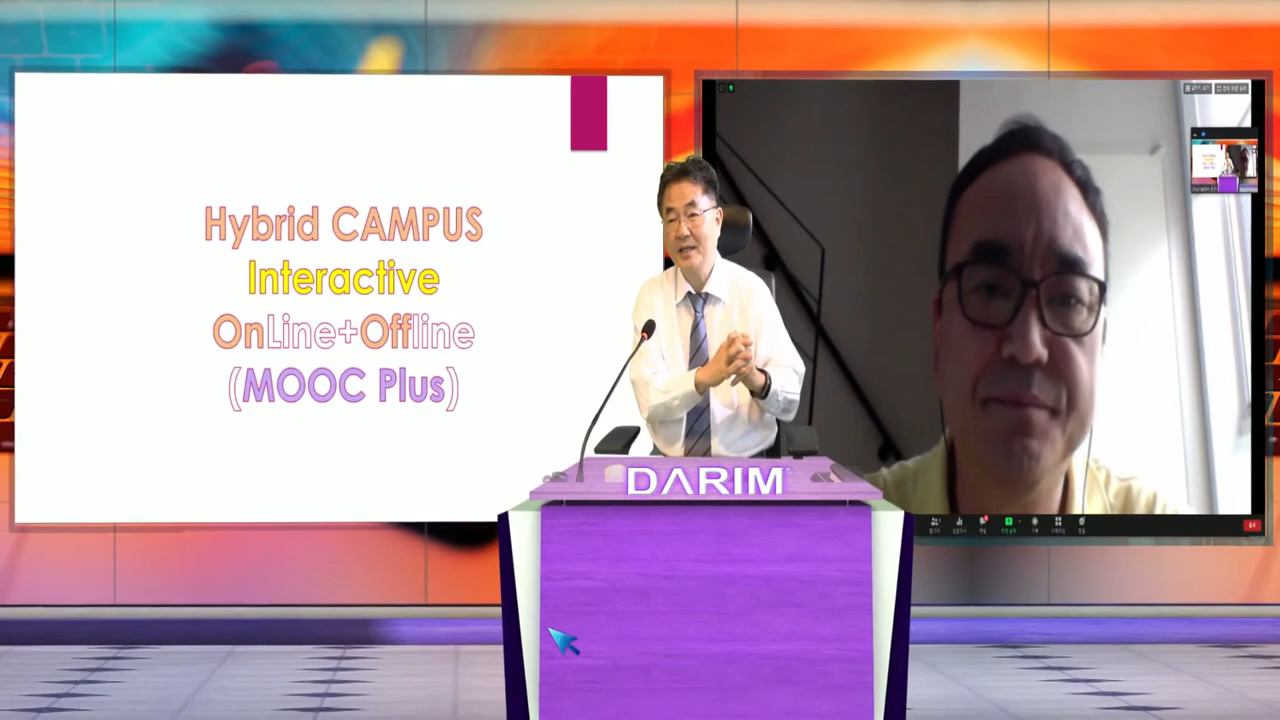 Hybrid CAMPUS
Interactive
OnLine+Offline
(MOOC Plus)
DARIM